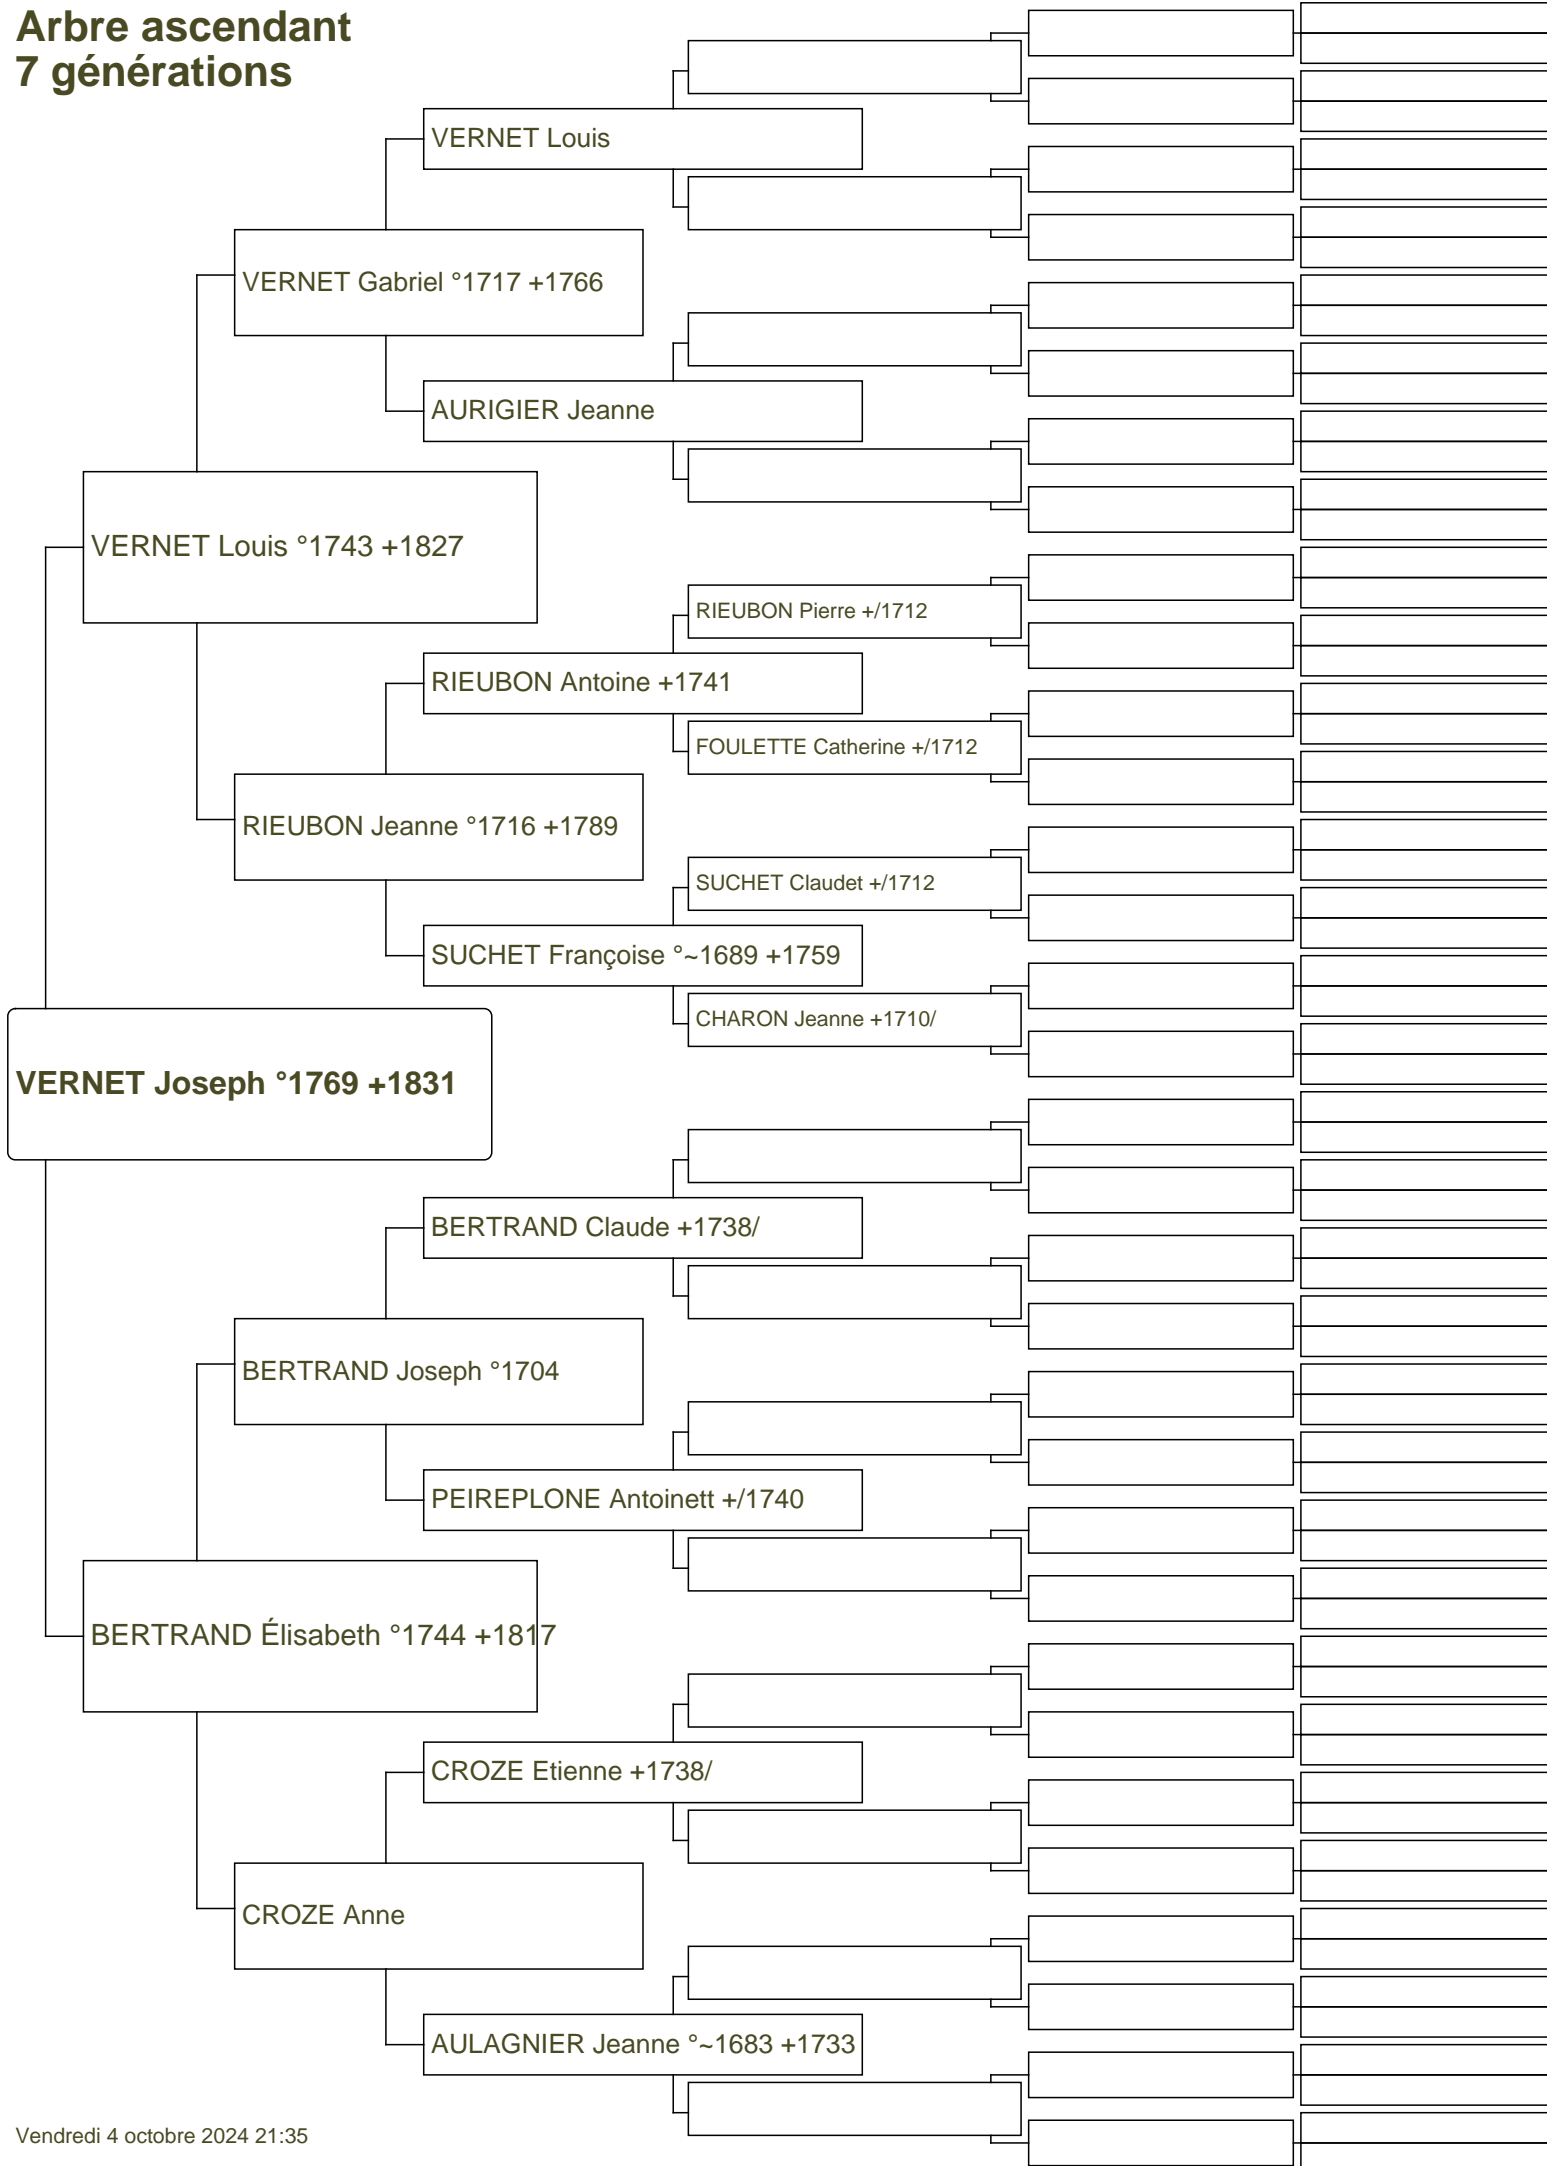 Arbre ascendant
7 générations
VERNET Louis
VERNET Gabriel °1717 +1766
AURIGIER Jeanne
VERNET Louis °1743 +1827
RIEUBON Pierre +/1712
RIEUBON Antoine +1741
FOULETTE Catherine +/1712
RIEUBON Jeanne °1716 +1789
SUCHET Claudet +/1712
SUCHET Françoise °~1689 +1759
CHARON Jeanne +1710/
VERNET Joseph °1769 +1831
BERTRAND Claude +1738/
BERTRAND Joseph °1704
PEIREPLONE Antoinett +/1740
BERTRAND Élisabeth °1744 +1817
CROZE Etienne +1738/
CROZE Anne
AULAGNIER Jeanne °~1683 +1733
Vendredi 4 octobre 2024 21:35